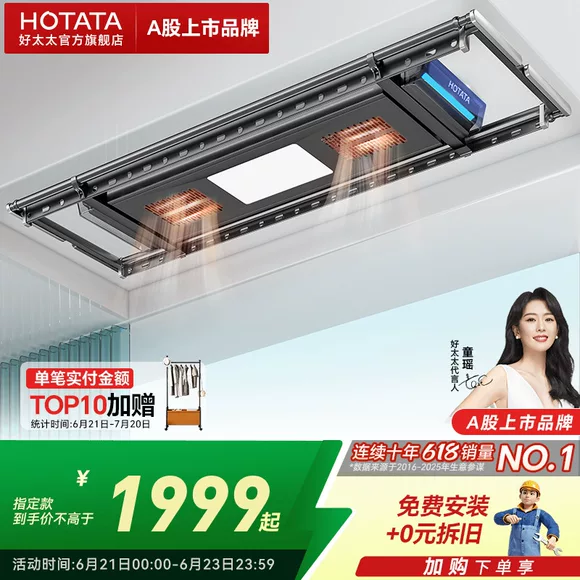 HOTATA
好太太官方旗舰店
A股上市品牌
HOTATA
童瑶
好太太代言人
单笔实付金额
TOP10加赠
统计时间:6月21日-7月20日
A股上市品牌
连续十年618销量
*数据来源于2016-2025年生意参谋
NO.1
指定款
到手价不高于
¥1999起
免费安装
+0元拆旧
活动时间:6月21日00:00-6月23日23:59
加购下单享